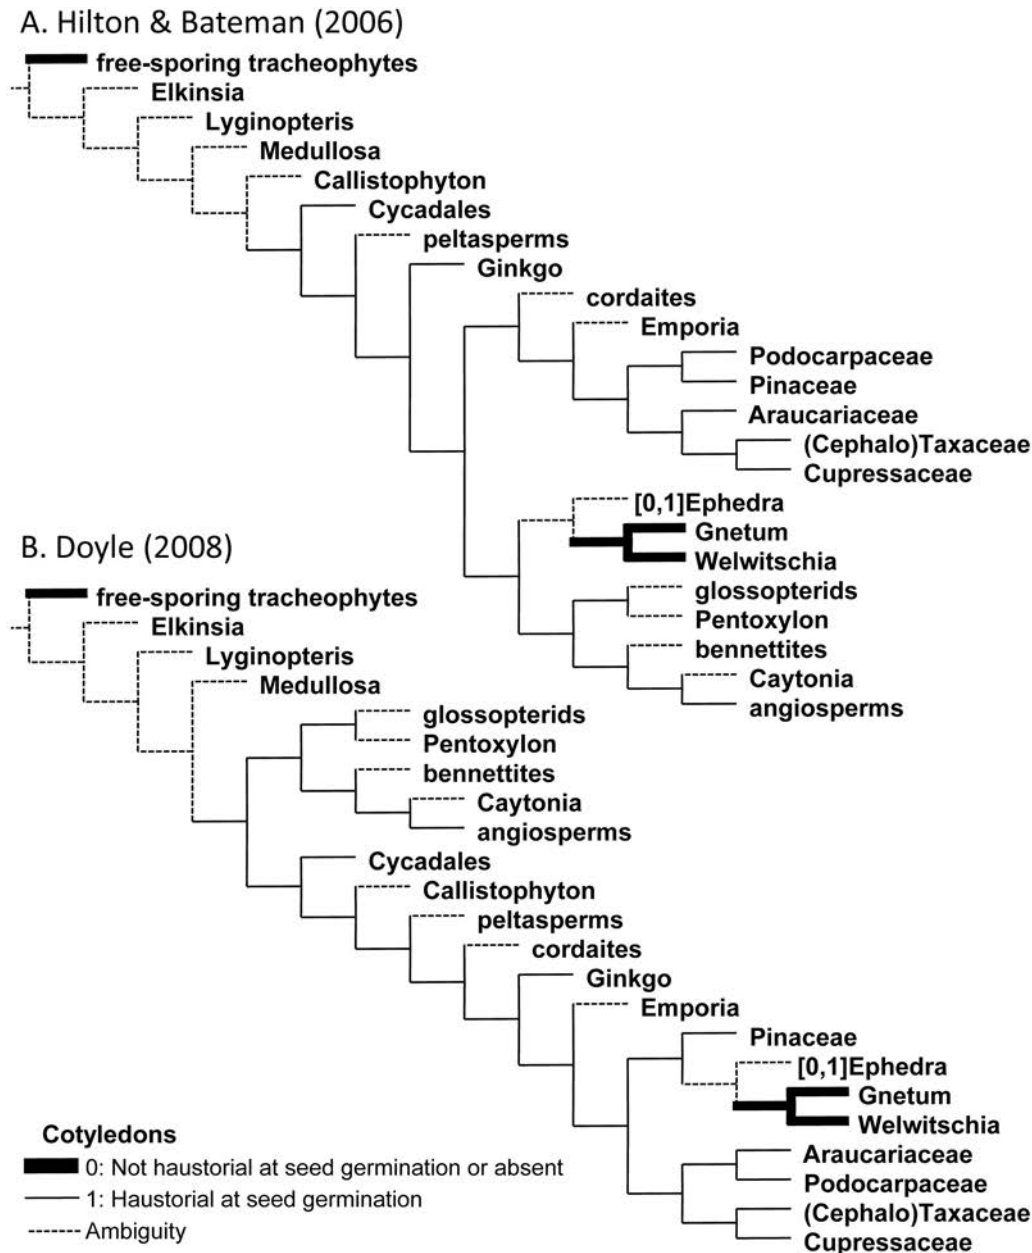 A. Hilton & Bateman (2006)
free-sporing tracheophytes
Elkinsia
Lyginopteris
Medullosa
Callistophyton
Cycadales
peltasperms
Ginkgo
cordaites
Emporia
Podocarpaceae
Pinaceae
Araucariaceae
(Cephalo)Taxaceae
Cupressaceae
[0,1]Ephedra
Gnetum
Welwitschia
glossopterids
Pentoxylon
bennettites
Caytonia
angiosperms
B. Doyle (2008)
free-sporing tracheophytes
Elkinsia
Lyginopteris
Medullosa
glossopterids
Pentoxylon
bennettites
Caytonia
angiosperms
Cycadales
Callistophyton
peltasperms
cordaites
Ginkgo
Emporia
Pinaceae
[0,1]Ephedra
Gnetum
Welwitschia
Araucariaceae
Podocarpaceae
(Cephalo)Taxaceae
Cupressaceae
Cotyledons
0: Not haustorial at seed germination or absent
1: Haustorial at seed germination
Ambiguity